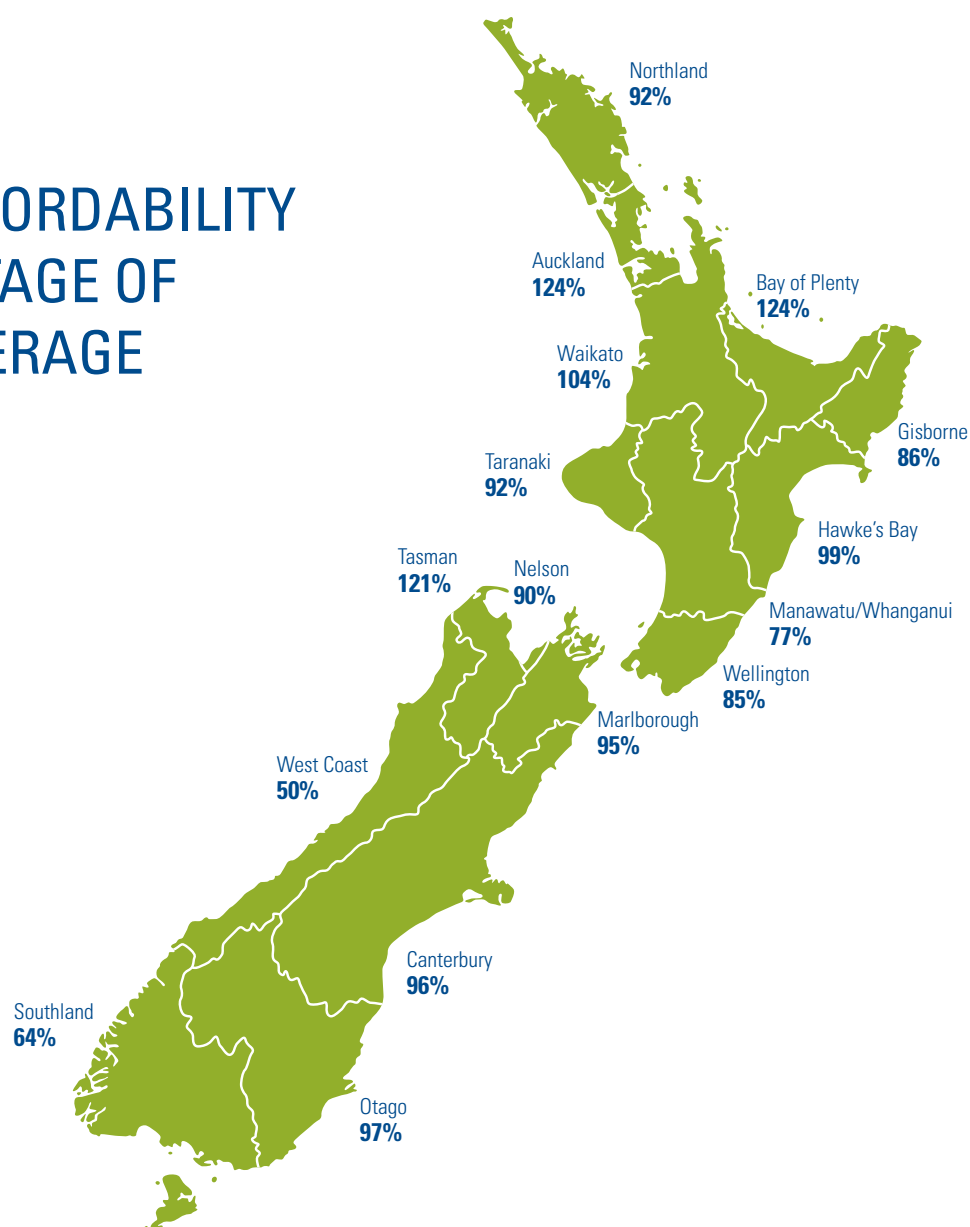 ORDABILITY
TAGE OF
ERAGE
Northland
92%
Auckland
124%
Bay of Plenty
124%
Waikato
104%
Gisborne
86%
Taranaki
92%
Hawke's Bay
99%
Tasman
121%
Nelson
90%
Manawatu/Whanganui
77%
Wellington
85%
Marlborough
95%
West Coast
50%
Canterbury
96%
Southland
64%
Otago
97%